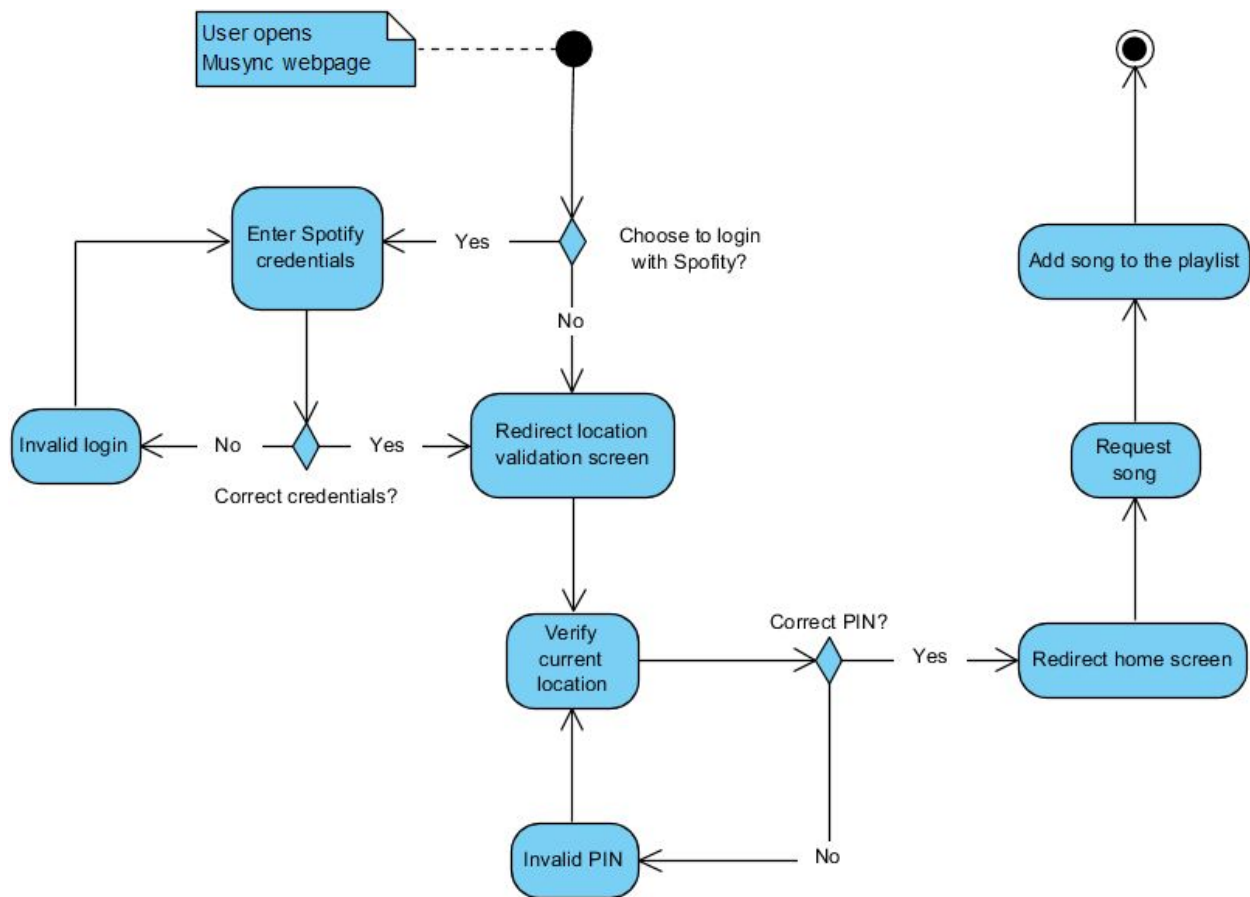 User opens
Musync webpage
Choose to login
with Spofity?
Yes
Enter Spotify
credentials
No
Invalid login
No
Yes
Correct credentials?
Redirect location
validation screen
Verify
current
location
Correct PIN?
Yes
No
Invalid PIN
Redirect home screen
Request
song
Add song to the playlist